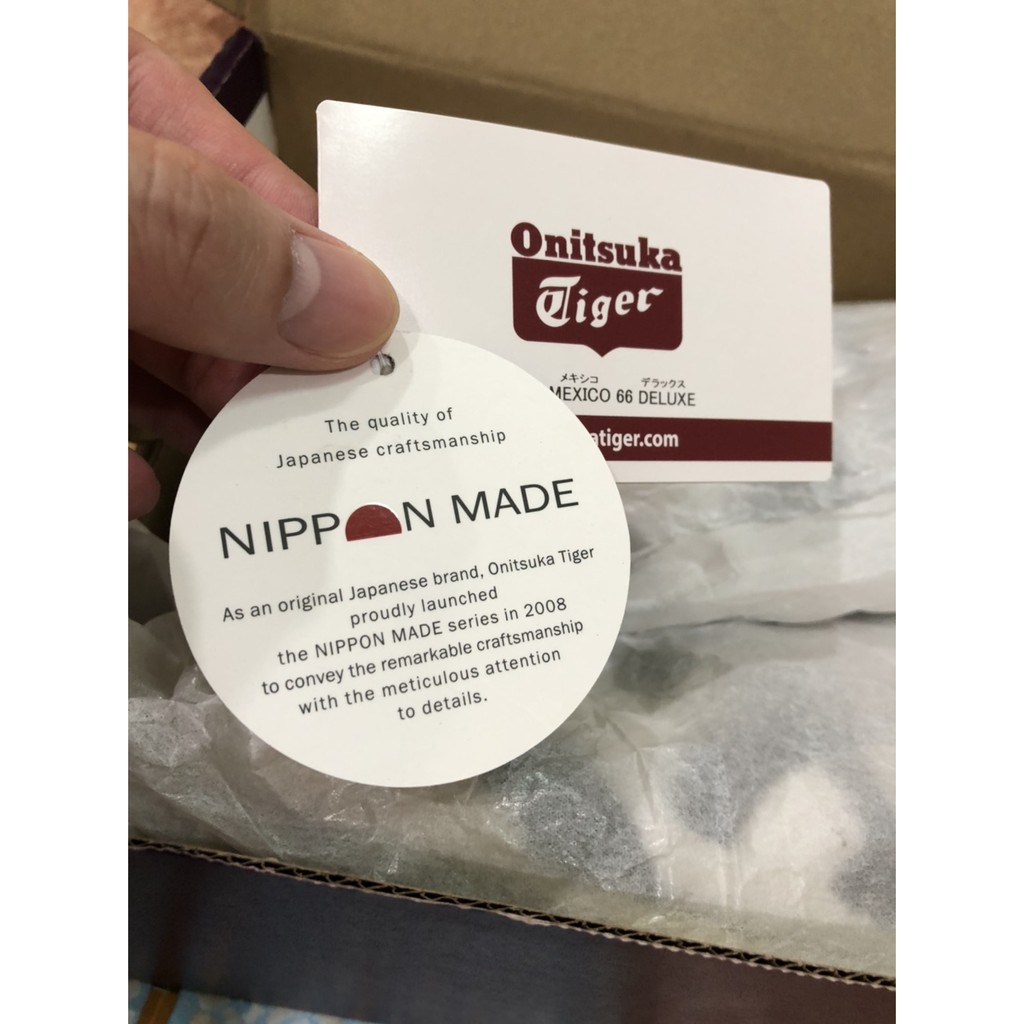 Onitsuka
Tiger
メキシコ デラックス
MEXICO 66 DELUXE
atiger.com
The quality of
Japanese craftsmanship
NIPPON MADE
As an original Japanese brand, Onitsuka Tiger
proudly launched
the NIPPON MADE series in 2008
to convey the remarkable craftsmanship
with the meticulous attention
to details.